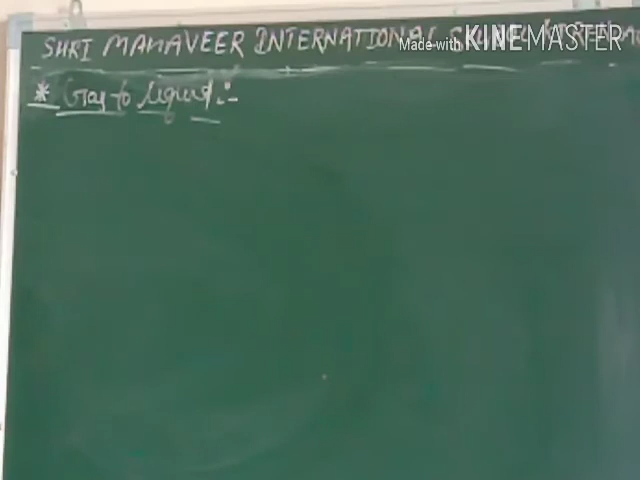 SHRI MAHAVEER INTERNATIONAL
Made with KINEMASTER
* Gas to liquid :-